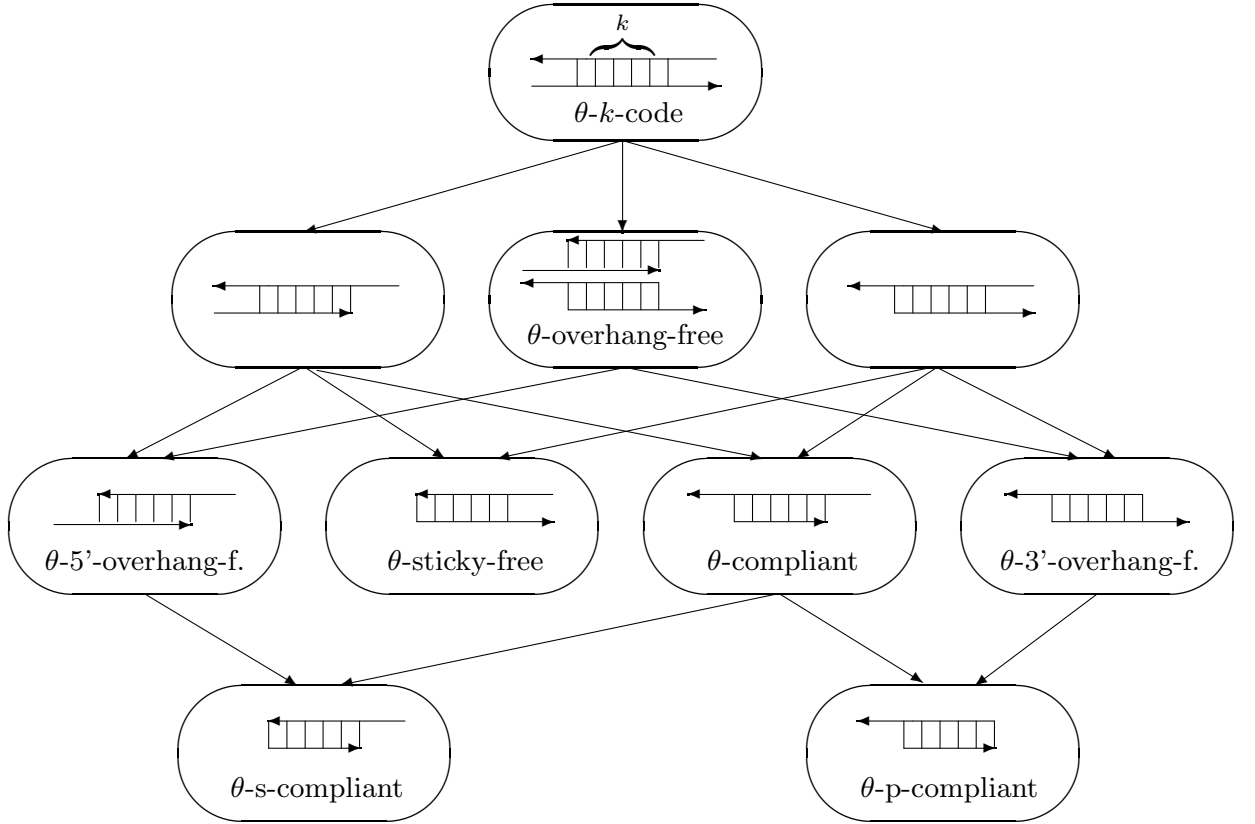 k
θ-k-code
θ-overhang-free
θ-5’-overhang-f.
θ-sticky-free
θ-compliant
θ-3’-overhang-f.
θ-s-compliant
θ-p-compliant